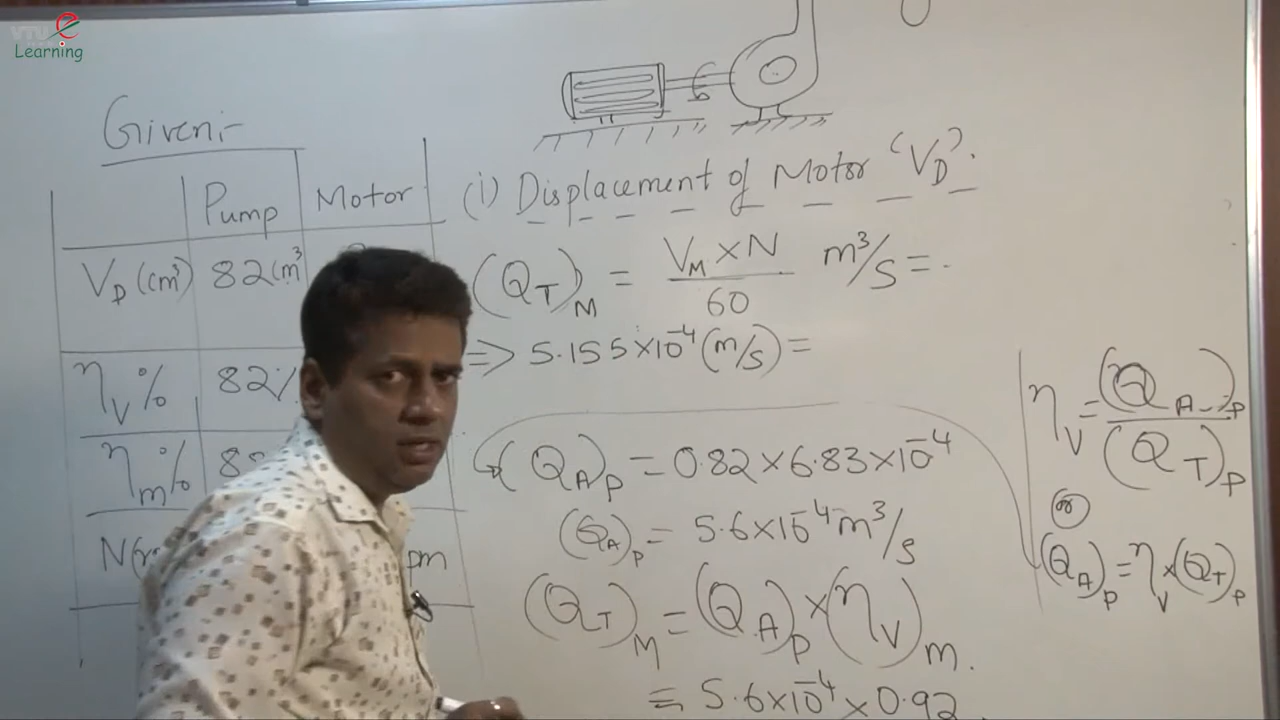 VTU e
Learning
Given:-
Pump Motor
V_D (cm³) 82 cm³
η_V % 82%
η_m %
pm
(i) Displacement of Motor 'V_D'.
(Q_T)_M = V_M × N / 60 m³/s = .
⇒ 5.155×10⁻⁴ (m/s) =
(Q_A)_P = 0.82 × 6.83×10⁻⁴
(Q_A)_P = 5.6×10⁻⁴ m³/s
(Q_T)_M = (Q_A)_P × (η_V)_m.
= 5.6×10⁻⁴ × 0.92
η_V = (Q_A)_P / (Q_T)_P
or
(Q_A)_P = η_V × (Q_T)_P